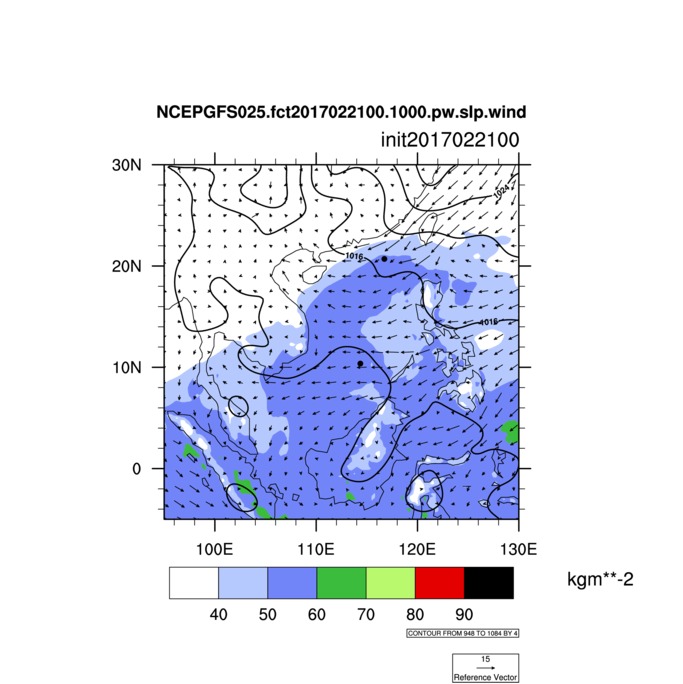 NCEPGFS025.fct2017022100.1000.pw.slp.wind
init2017022100
30N
1024
20N
1016
1016
10N
0
100E 110E 120E 130E
kgm**-2
40 50 60 70 80 90
CONTOUR FROM 948 TO 1084 BY 4
15
Reference Vector